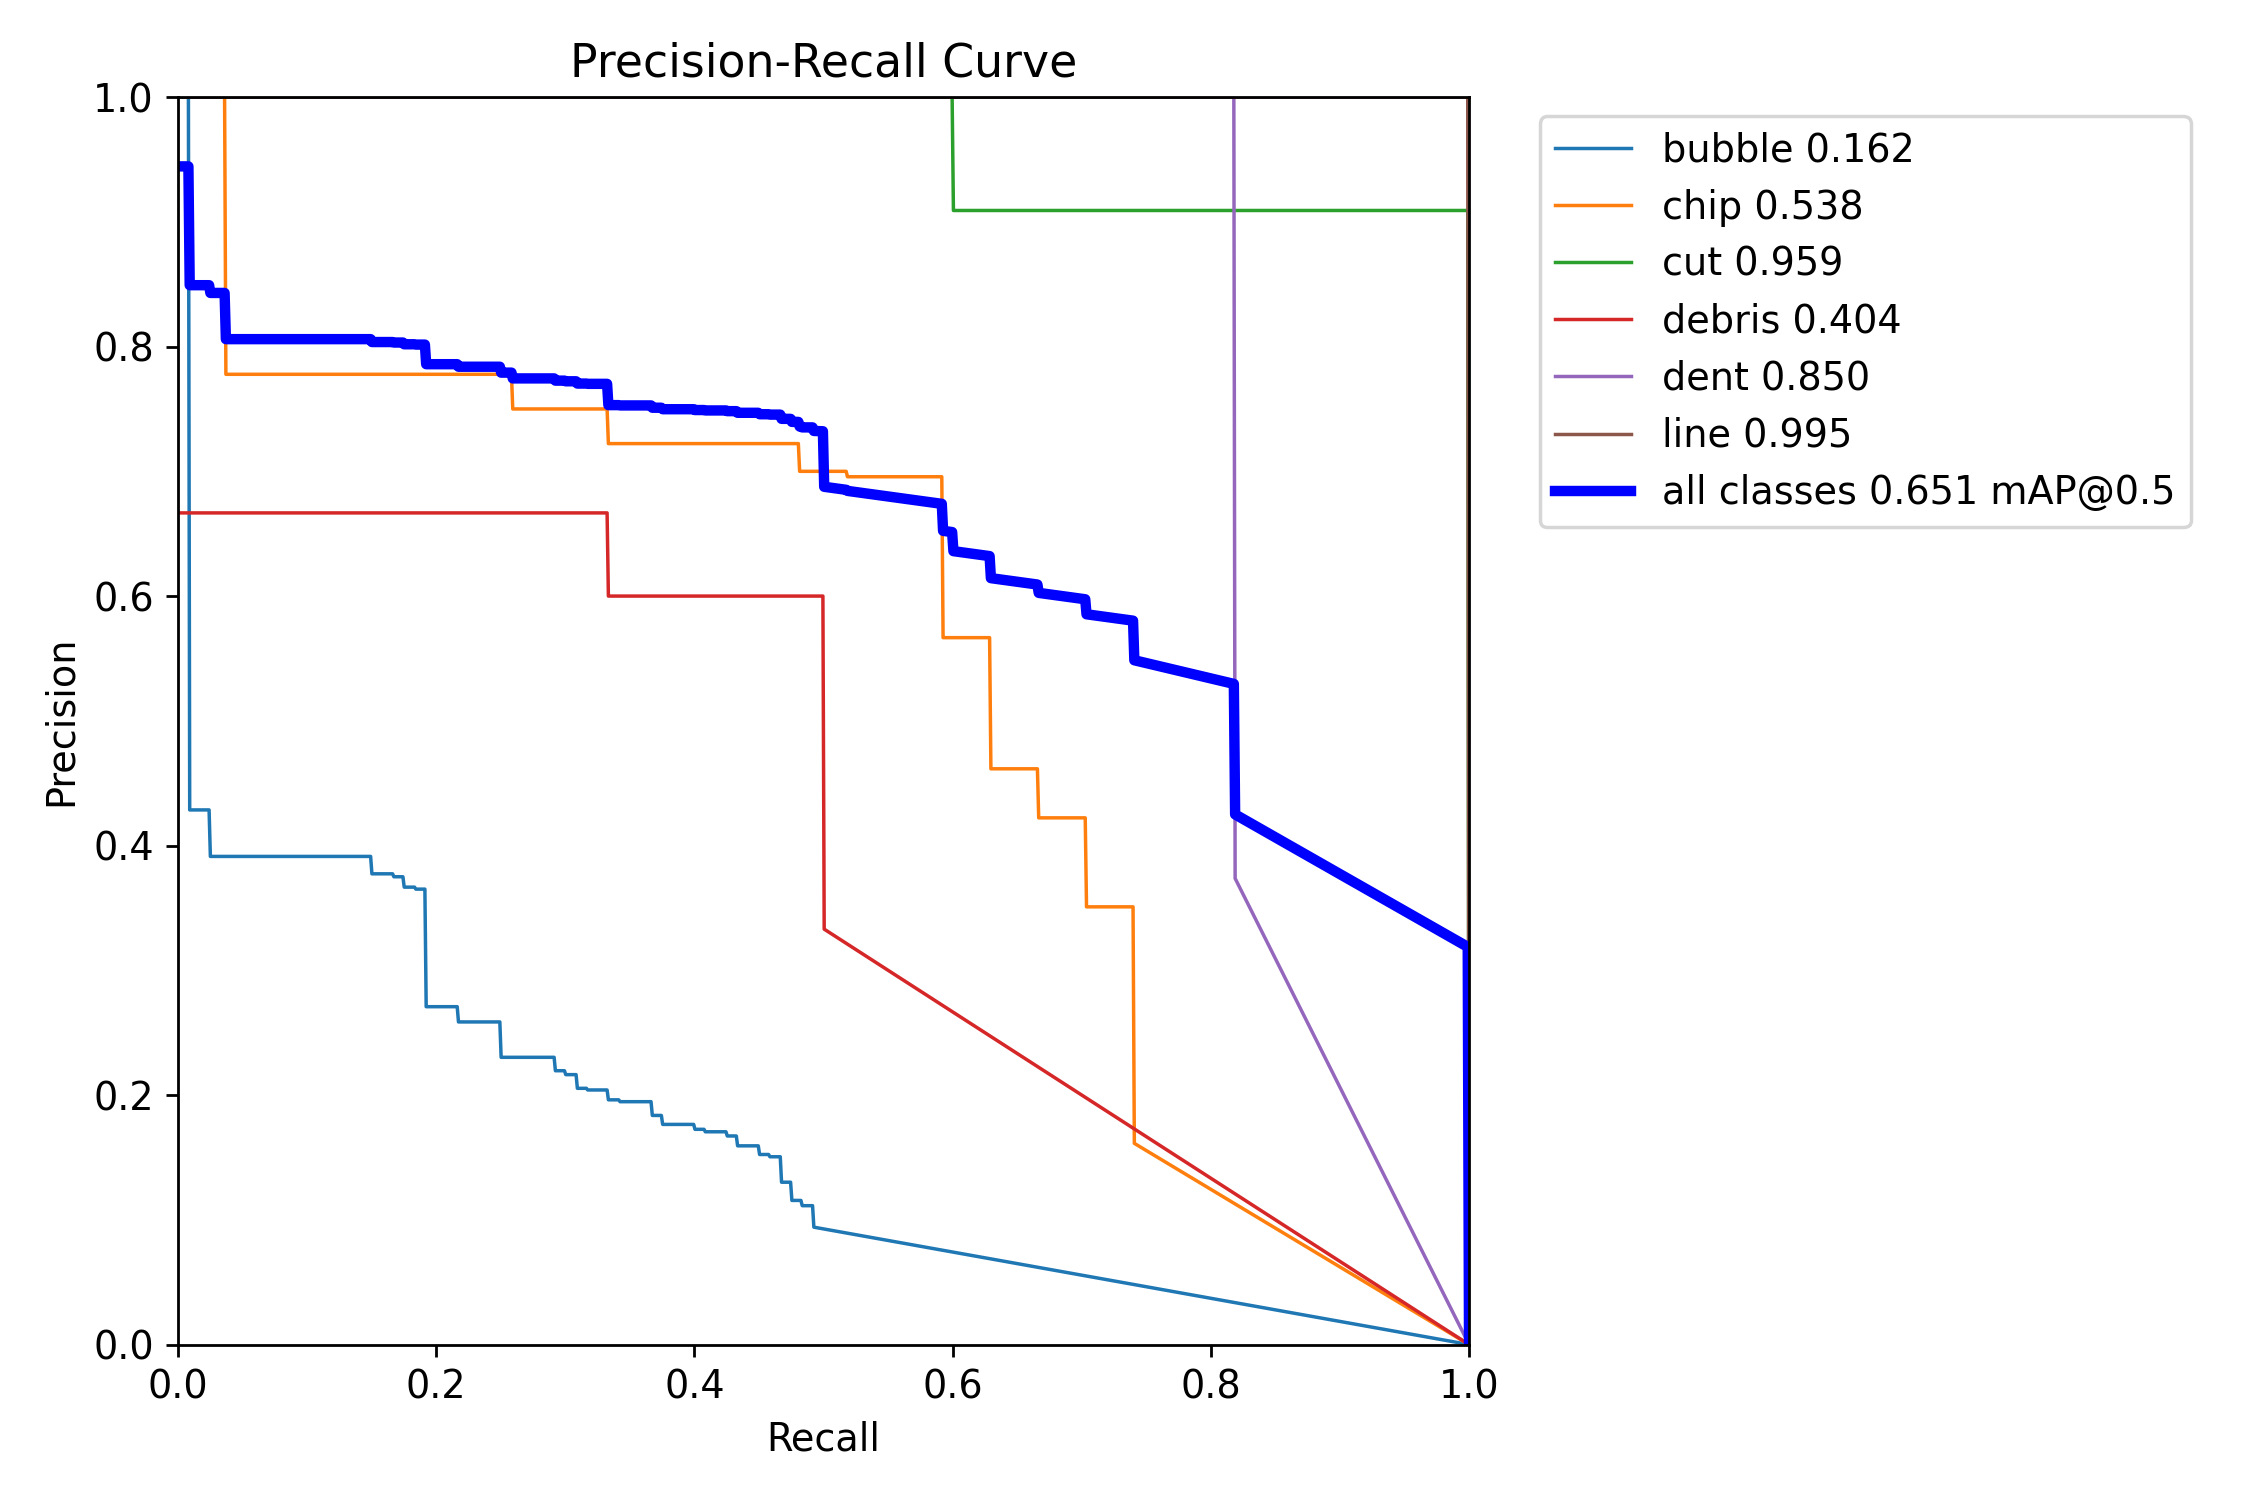 Precision-Recall Curve
1.0
0.8
0.6
0.4
0.2
0.0
Precision
0.0 0.2 0.4 0.6 0.8 1.0
Recall
bubble 0.162
chip 0.538
cut 0.959
debris 0.404
dent 0.850
line 0.995
all classes 0.651 mAP@0.5